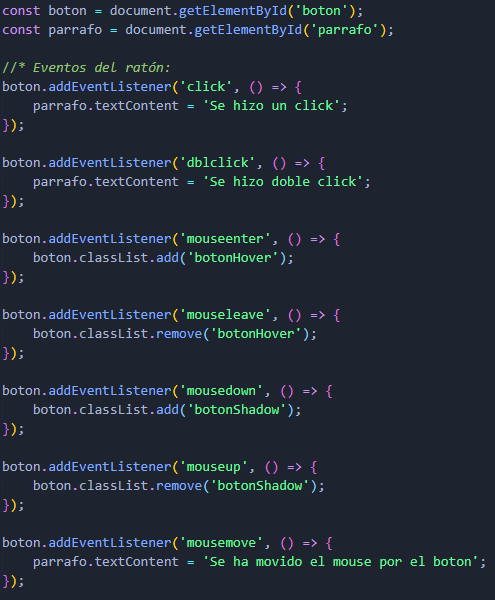 const boton = document.getElementById('boton');
const parrafo = document.getElementById('parrafo');

//* Eventos del ratón:
boton.addEventListener('click', () => {
    parrafo.textContent = 'Se hizo un click';
});

boton.addEventListener('dblclick', () => {
    parrafo.textContent = 'Se hizo doble click';
});

boton.addEventListener('mouseenter', () => {
    boton.classList.add('botonHover');
});

boton.addEventListener('mouseleave', () => {
    boton.classList.remove('botonHover');
});

boton.addEventListener('mousedown', () => {
    boton.classList.add('botonShadow');
});

boton.addEventListener('mouseup', () => {
    boton.classList.remove('botonShadow');
});

boton.addEventListener('mousemove', () => {
    parrafo.textContent = 'Se ha movido el mouse por el boton';
});